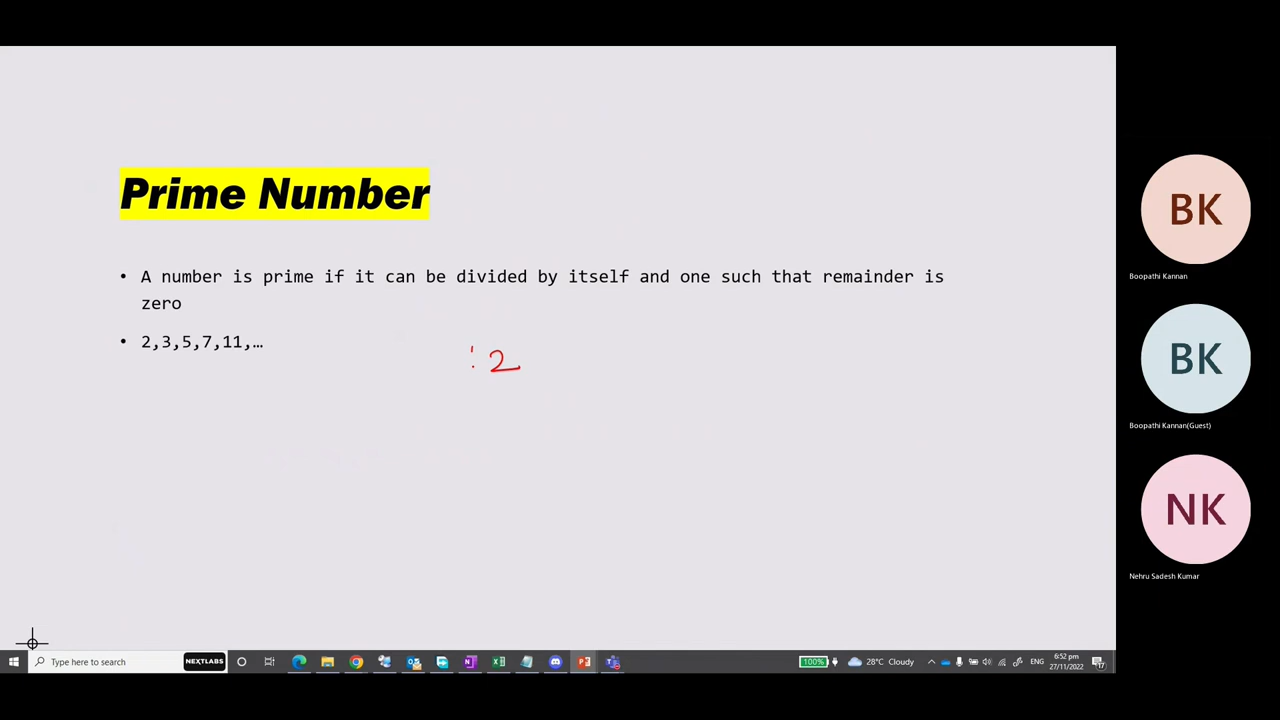 Prime Number
• A number is prime if it can be divided by itself and one such that remainder is
zero
• 2,3,5,7,11,…
: 2
BK
Boopathi Kannan
BK
Boopathi Kannan(Guest)
NK
Nehru Sadesh Kumar
Type here to search
NEXTLABS
100%
28°C Cloudy
ENG
6:52 pm
27/11/2022
17